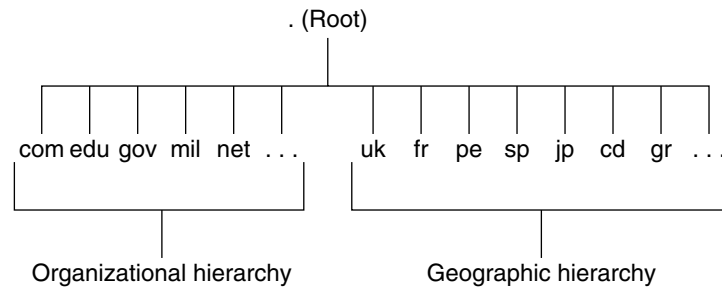 . (Root)
com edu gov mil net . . . uk fr pe sp jp cd gr . . .
Organizational hierarchy Geographic hierarchy